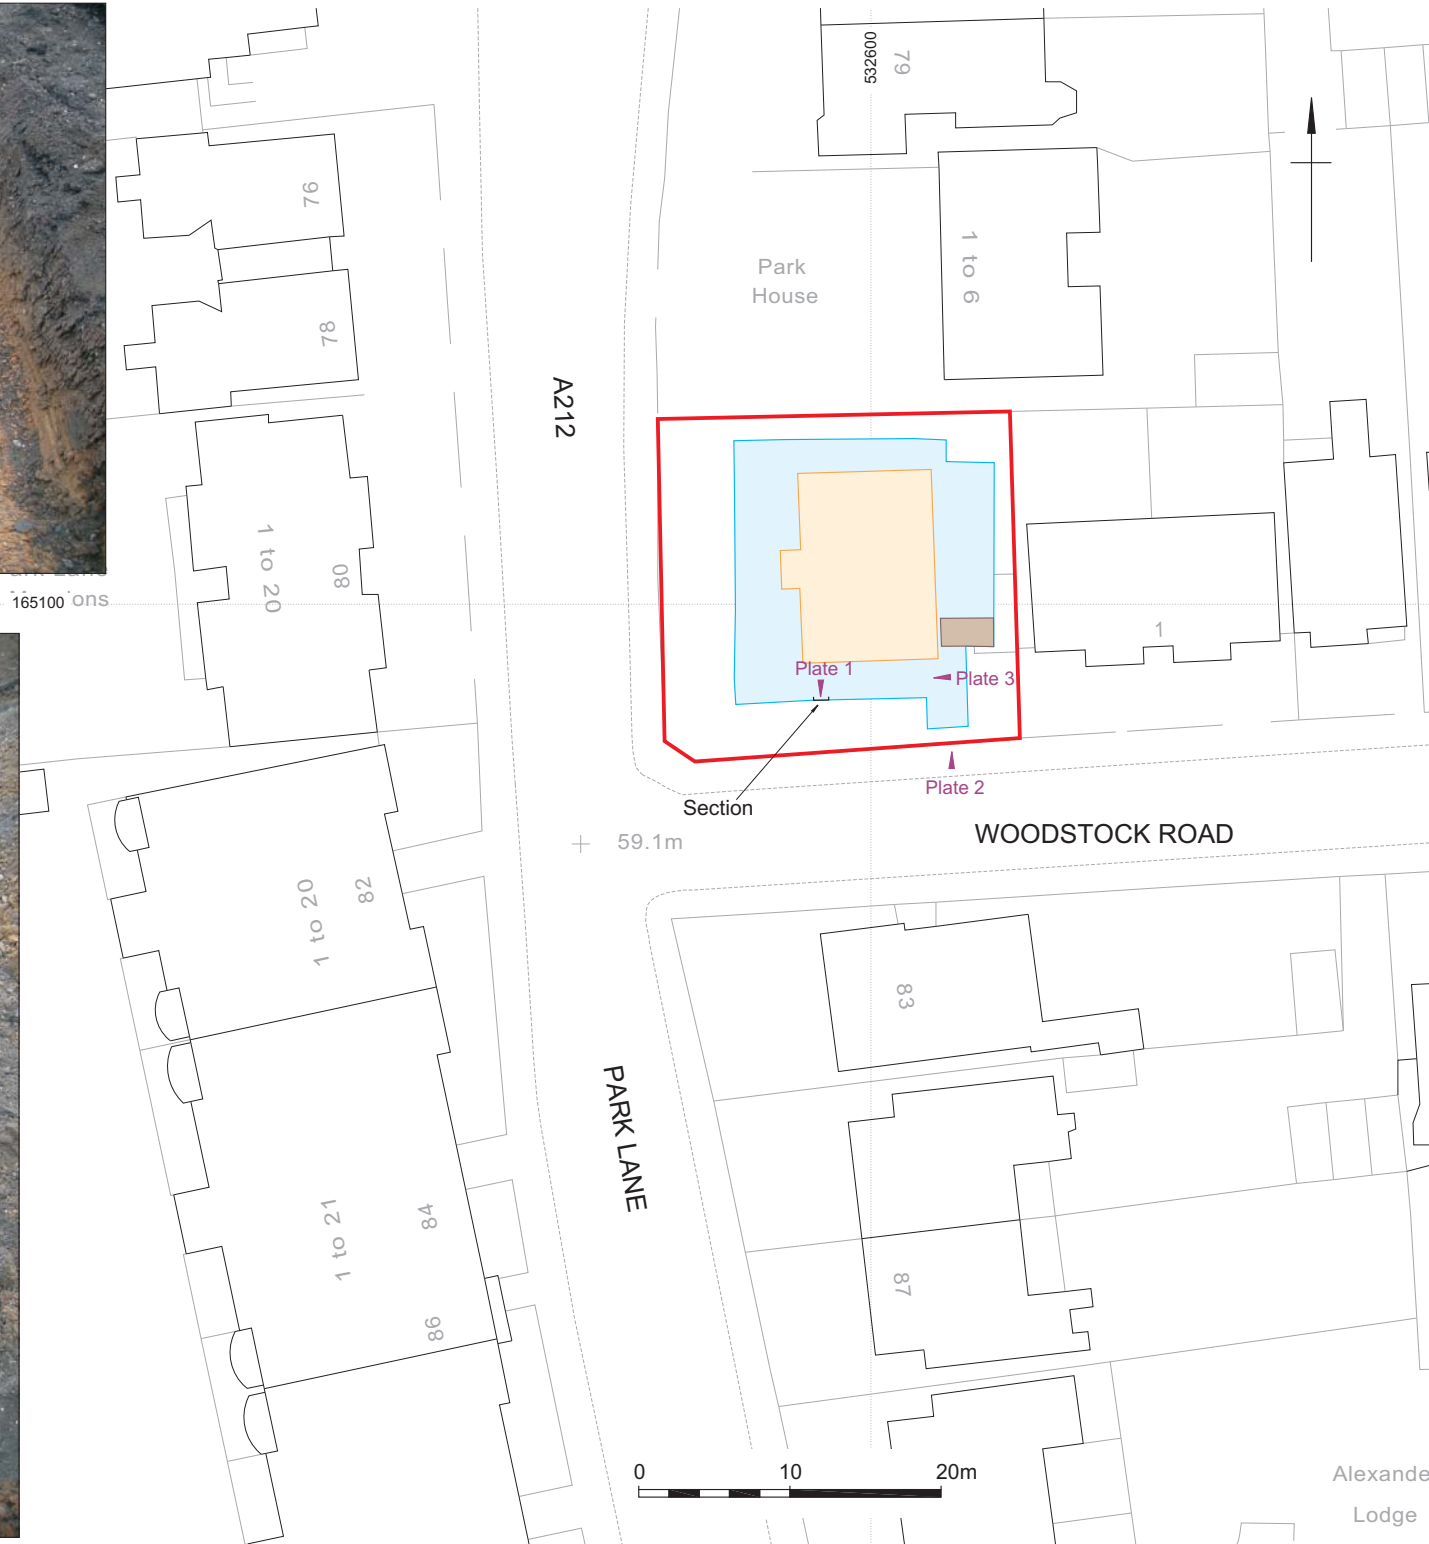 79
532600
76
Park
House
1 to 6
78
A212
1 to 20
80
165100
ons
1
Plate 1
Plate 3
Plate 2
Section
WOODSTOCK ROAD
59.1m
1 to 20
82
83
PARK LANE
1 to 21
84
86
87
0 10 20m
Alexande
Lodge